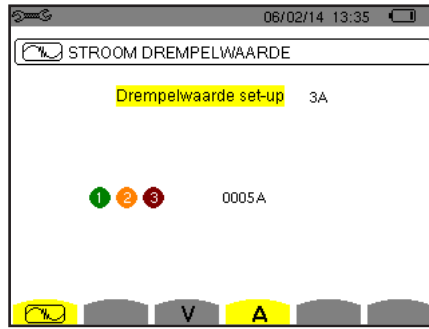 06/02/14 13:35
STROOM DREMPELWAARDE
Drempelwaarde set-up 3A
1 2 3 0005A
V A